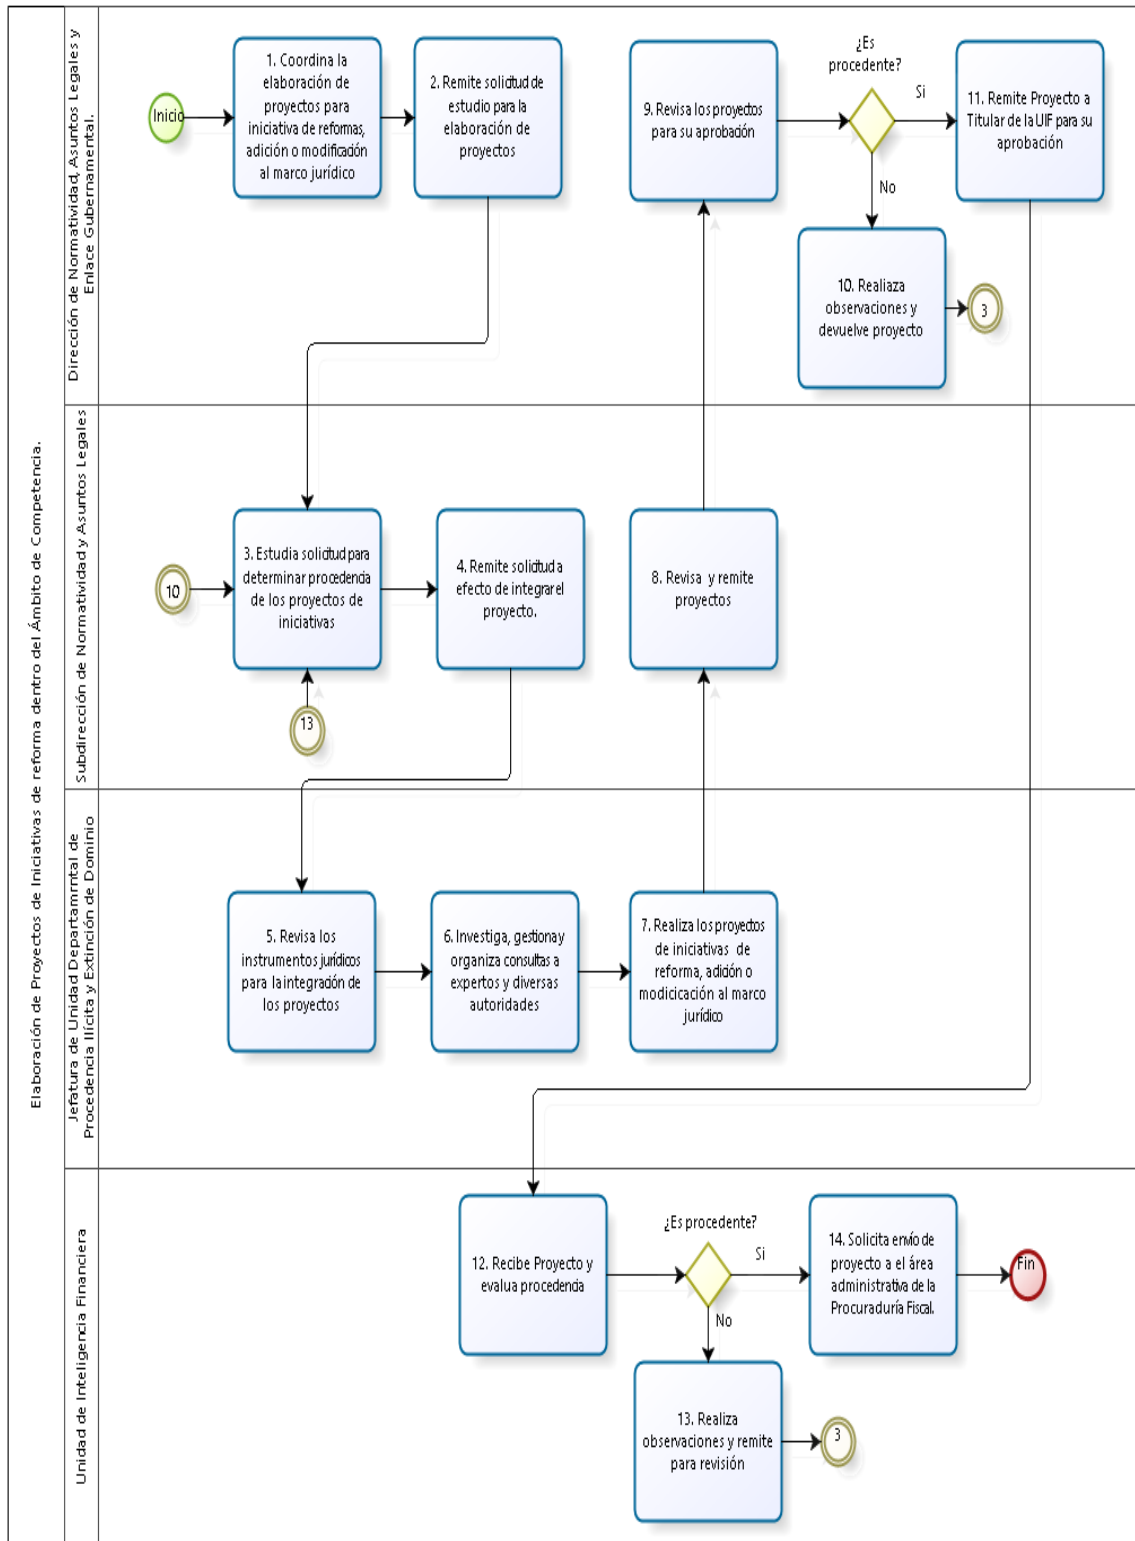 Elaboración de Proyectos de Iniciativas de reforma dentro del Ámbito de Competencia.
Dirección de Normatividad, Asuntos Legales y
Enlace Gubernamental.
Inicio
1. Coordina la
elaboración de
proyectos para
iniciativa de reformas,
adición o modificación
al marco jurídico
2. Remite solicitud de
estudio para la
elaboración de
proyectos
9. Revisa los proyectos
para su aprobación
¿Es
procedente?
Si
No
11. Remite Proyecto a
Titular de la UIF para su
aprobación
10. Realiaza
observaciones y
devuelve proyecto
3
Subdirección de Normatividad y Asuntos Legales
10
3. Estudia solicitud para
determinar procedencia
de los proyectos de
iniciativas
13
4. Remite solicitud a
efecto de integrar el
proyecto.
8. Revisa y remite
proyectos
Jefatura de Unidad Departamrntal de
Procedencia Ilícita y Extinción de Dominio
5. Revisa los
instrumentos jurídicos
para la integración de
los proyectos
6. Investiga, gestiona y
organiza consultas a
expertos y diversas
autoridades
7. Realiza los proyectos
de iniciativas de
reforma, adición o
modicicación al marco
jurídico
Unidad de Inteligencia Financiera
12. Recibe Proyecto y
evalua procedencia
¿Es procedente?
Si
No
14. Solicita envío de
proyecto a el área
administrativa de la
Procuraduría Fiscal.
Fin
13. Realiza
observaciones y remite
para revisión
3